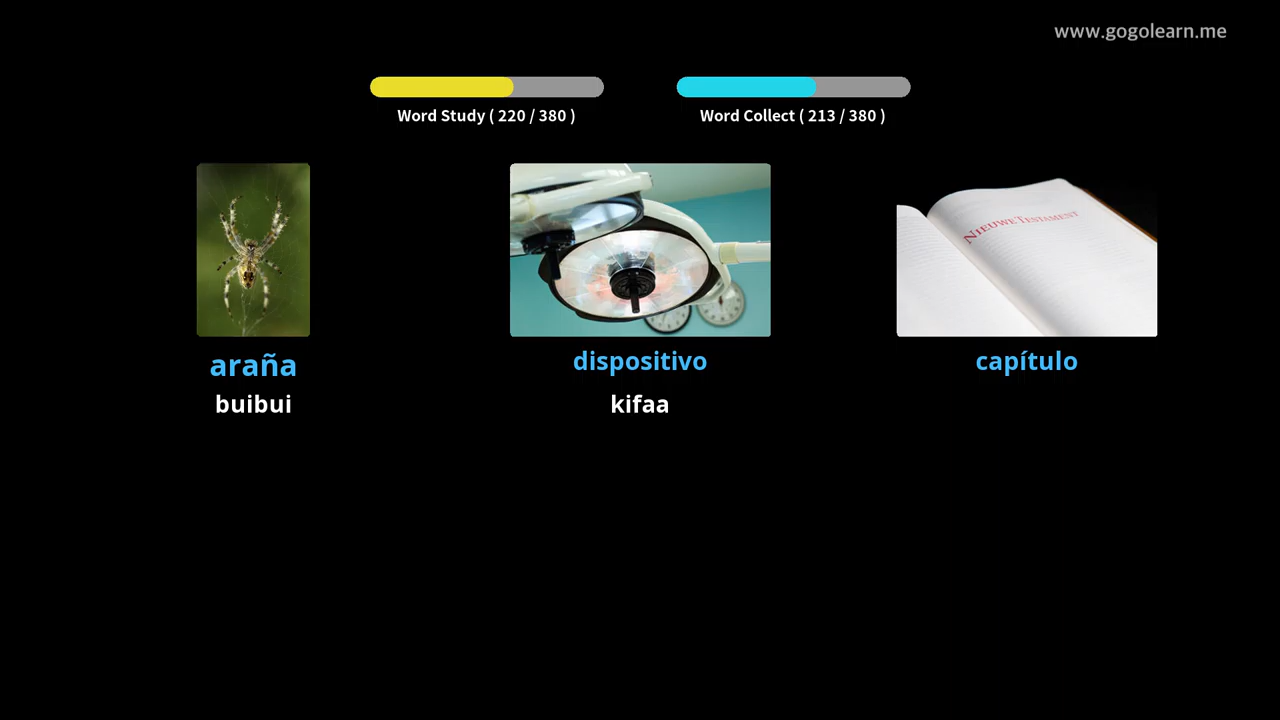 www.gogolearn.me
Word Study ( 220 / 380 )
Word Collect ( 213 / 380 )
NIEUWE TESTAMENT
araña
dispositivo
capítulo
buibui
kifaa